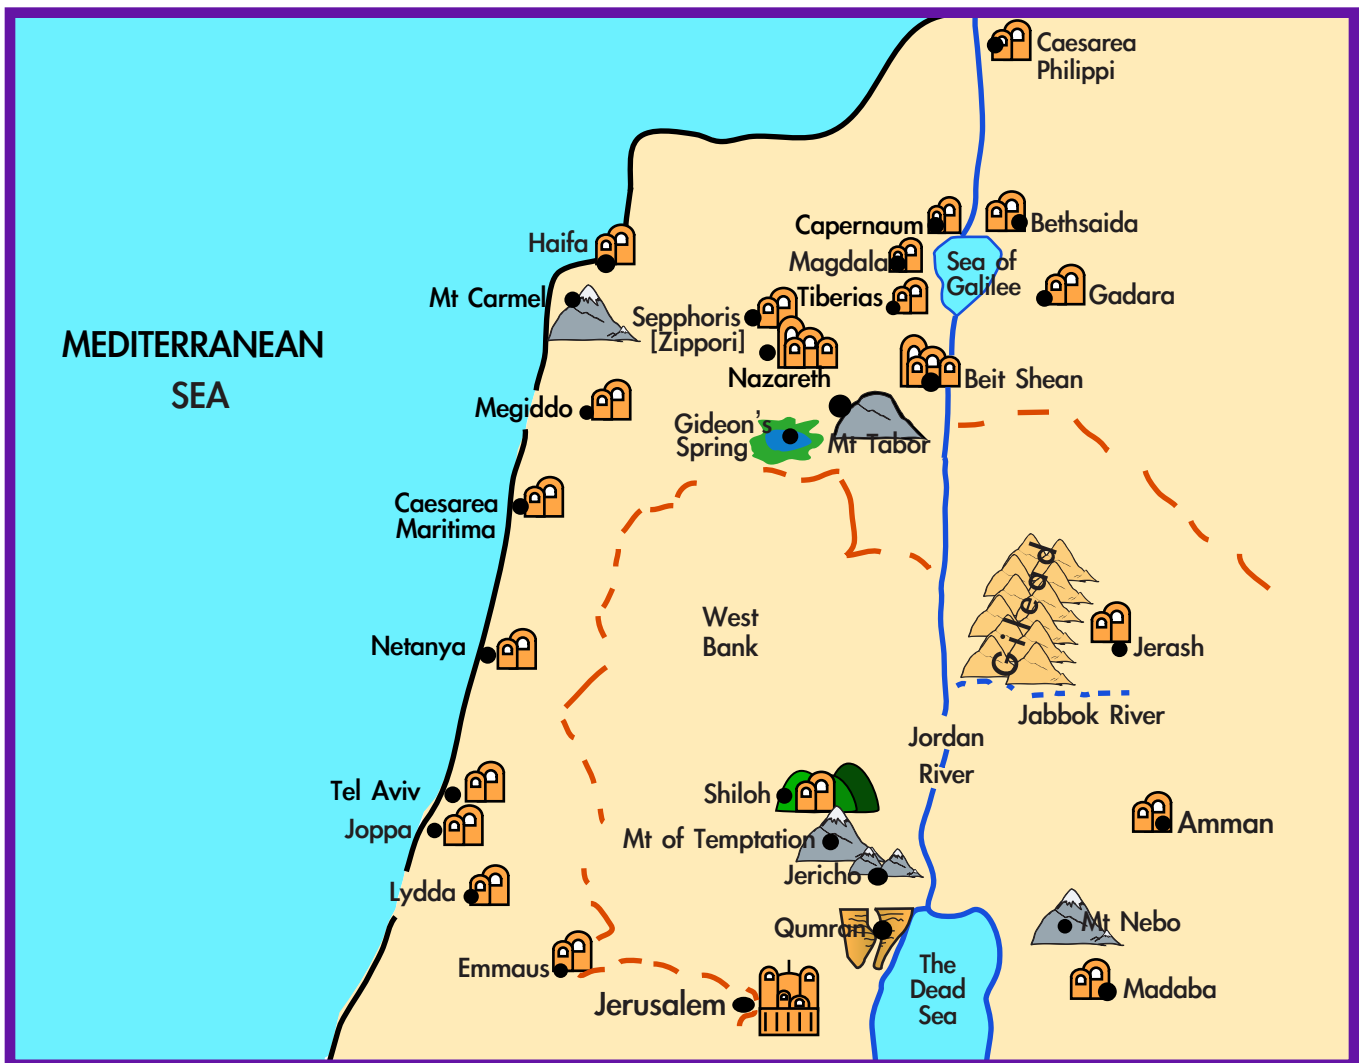 Caesarea
Philippi
Capernaum
Bethsaida
Haifa
Magdala
Sea of
Galilee
Mt Carmel
Tiberias
Gadara
Sepphoris
[Zippori]
MEDITERRANEAN
SEA
Nazareth
Beit Shean
Megiddo
Gideon's
Spring
Mt Tabor
Caesarea
Maritima
Gilead
West
Bank
Netanya
Jerash
Jabbok River
Jordan
River
Tel Aviv
Shiloh
Joppa
Amman
Mt of Temptation
Jericho
Lydda
Qumran
Mt Nebo
Emmaus
The
Dead
Sea
Madaba
Jerusalem